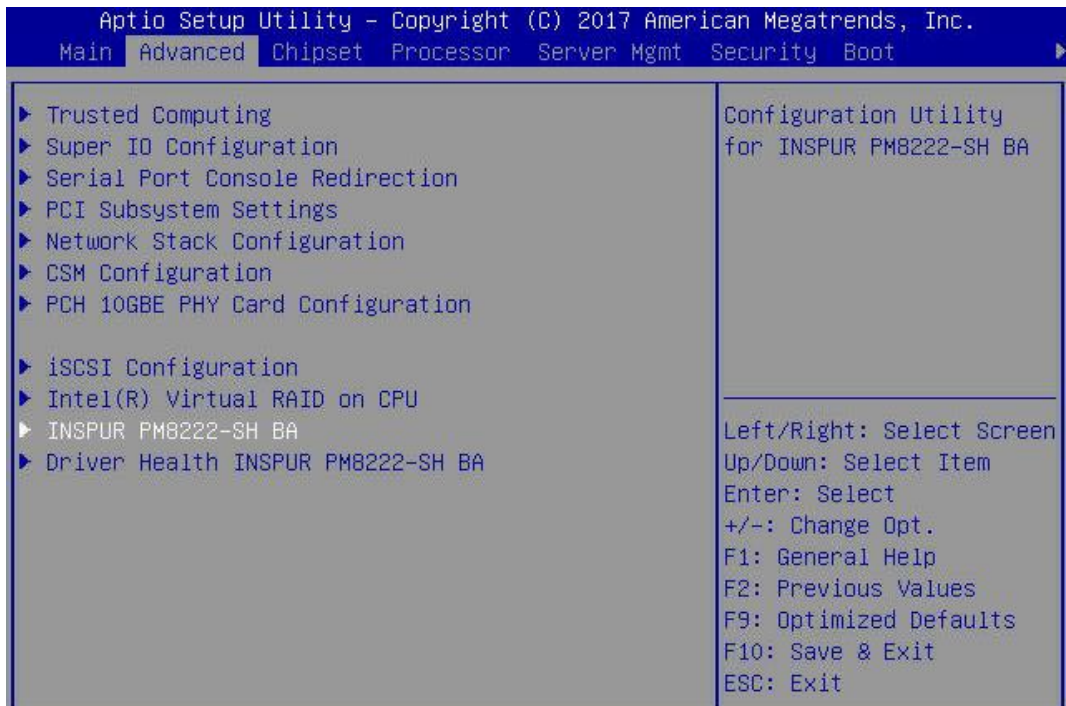 Aptio Setup Utility – Copyright (C) 2017 American Megatrends, Inc.
Main Advanced Chipset Processor Server Mgmt Security Boot
Trusted Computing
Super IO Configuration
Serial Port Console Redirection
PCI Subsystem Settings
Network Stack Configuration
CSM Configuration
PCH 10GBE PHY Card Configuration
iSCSI Configuration
Intel(R) Virtual RAID on CPU
INSPUR PM8222-SH BA
Driver Health INSPUR PM8222-SH BA
Configuration Utility
for INSPUR PM8222-SH BA
Left/Right: Select Screen
Up/Down: Select Item
Enter: Select
+/-: Change Opt.
F1: General Help
F2: Previous Values
F9: Optimized Defaults
F10: Save & Exit
ESC: Exit